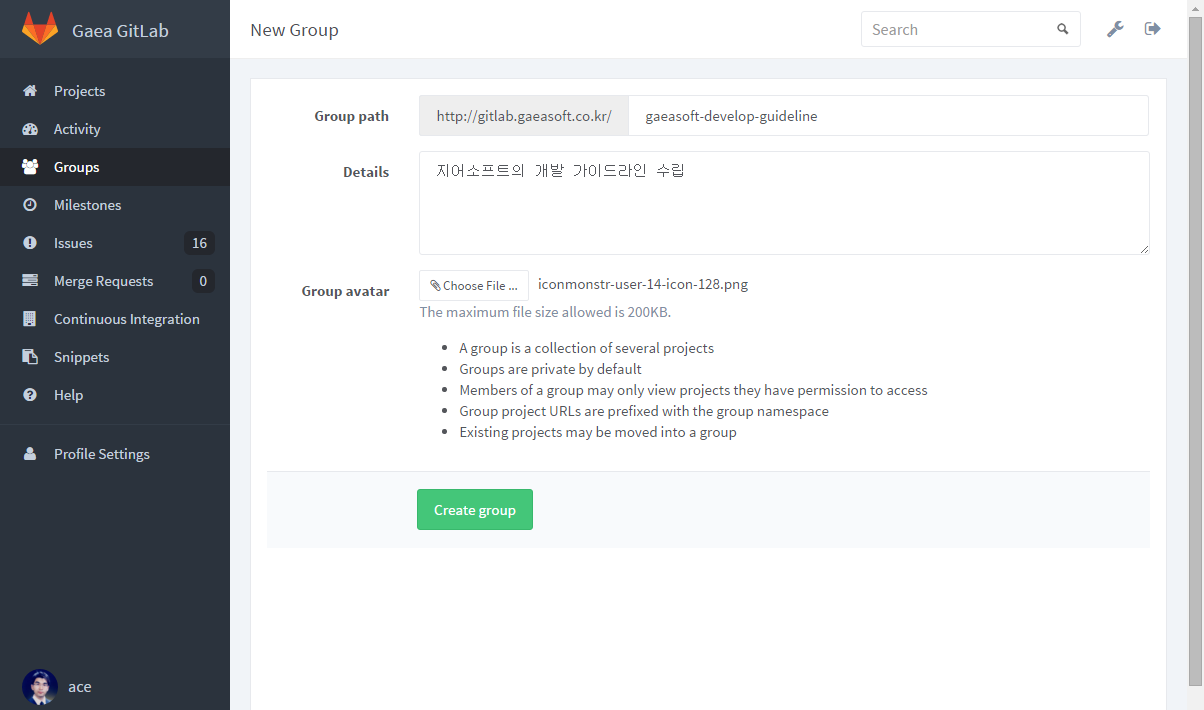 Gaea GitLab
New Group
Search
Projects
Activity
Groups
Milestones
Issues 16
Merge Requests 0
Continuous Integration
Snippets
Help
Profile Settings
ace
Group path http://gitlab.gaeasoft.co.kr/ gaeasoft-develop-guideline
Details 지어소프트의 개발 가이드라인 수립
Group avatar Choose File ... iconmonstr-user-14-icon-128.png
The maximum file size allowed is 200KB.
A group is a collection of several projects
Groups are private by default
Members of a group may only view projects they have permission to access
Group project URLs are prefixed with the group namespace
Existing projects may be moved into a group
Create group